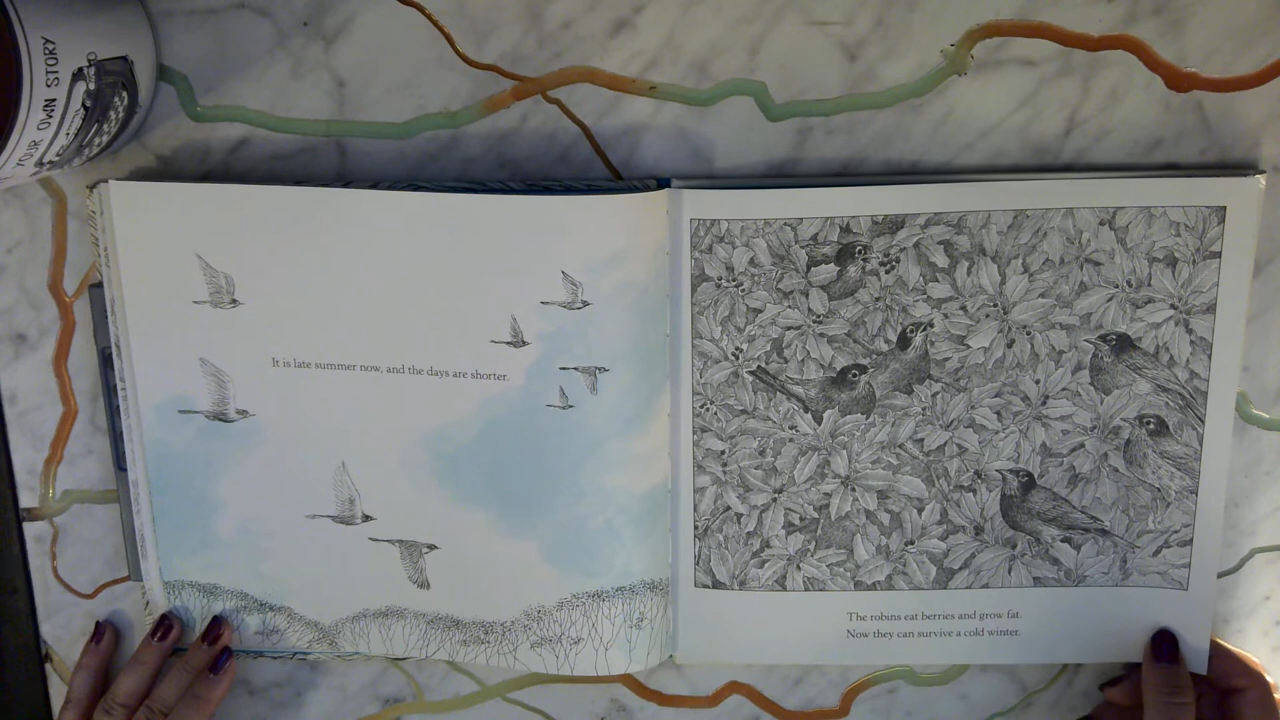 YOUR OWN STORY
It is late summer now, and the days are shorter.
The robins eat berries and grow fat.
Now they can survive a cold winter.